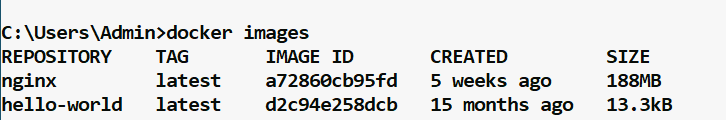 C:\Users\Admin>docker images
REPOSITORY TAG IMAGE ID CREATED SIZE
nginx latest a72860cb95fd 5 weeks ago 188MB
hello-world latest d2c94e258dcb 15 months ago 13.3kB